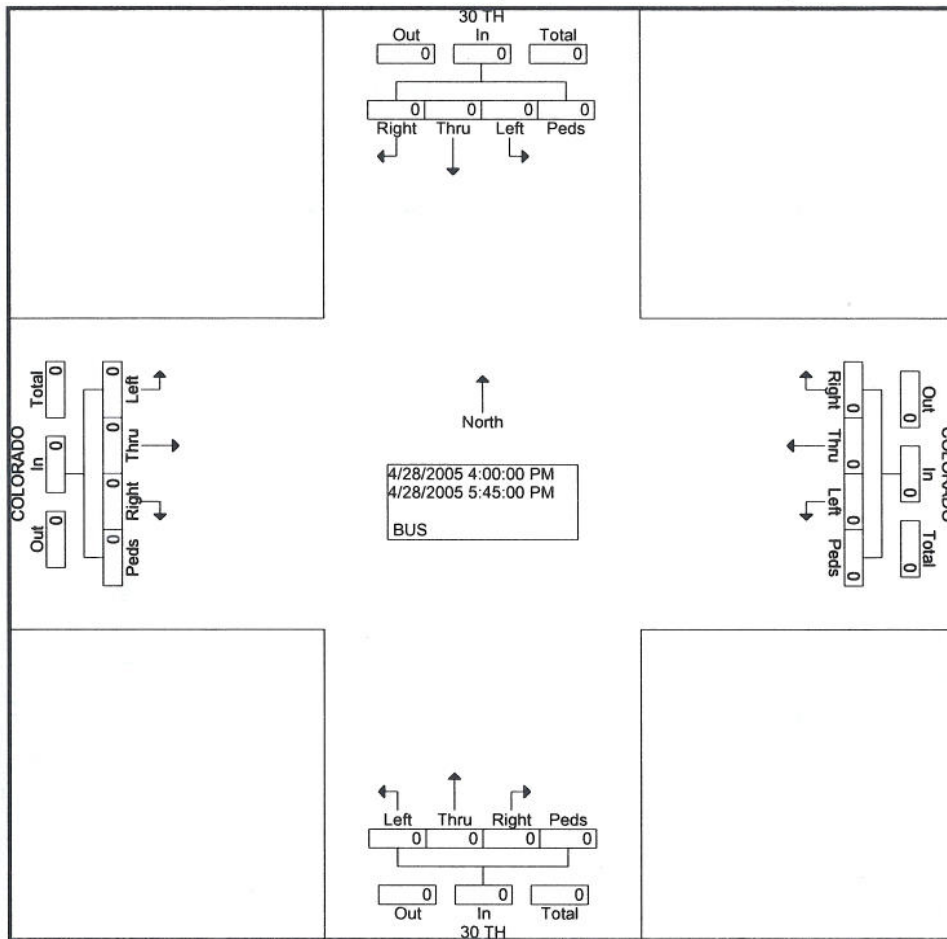 30 TH
Out In Total
0 0 0
0 0 0 0
Right Thru Left Peds
COLORADO
Total In Out
0 0 0
0 0 0 0
Left Thru Right Peds
North
4/28/2005 4:00:00 PM
4/28/2005 5:45:00 PM
BUS
Right Thru Left Peds
0 0 0 0
Out In Total
0 0 0
COLORADO
Left Thru Right Peds
0 0 0 0
0 0 0
Out In Total
30 TH